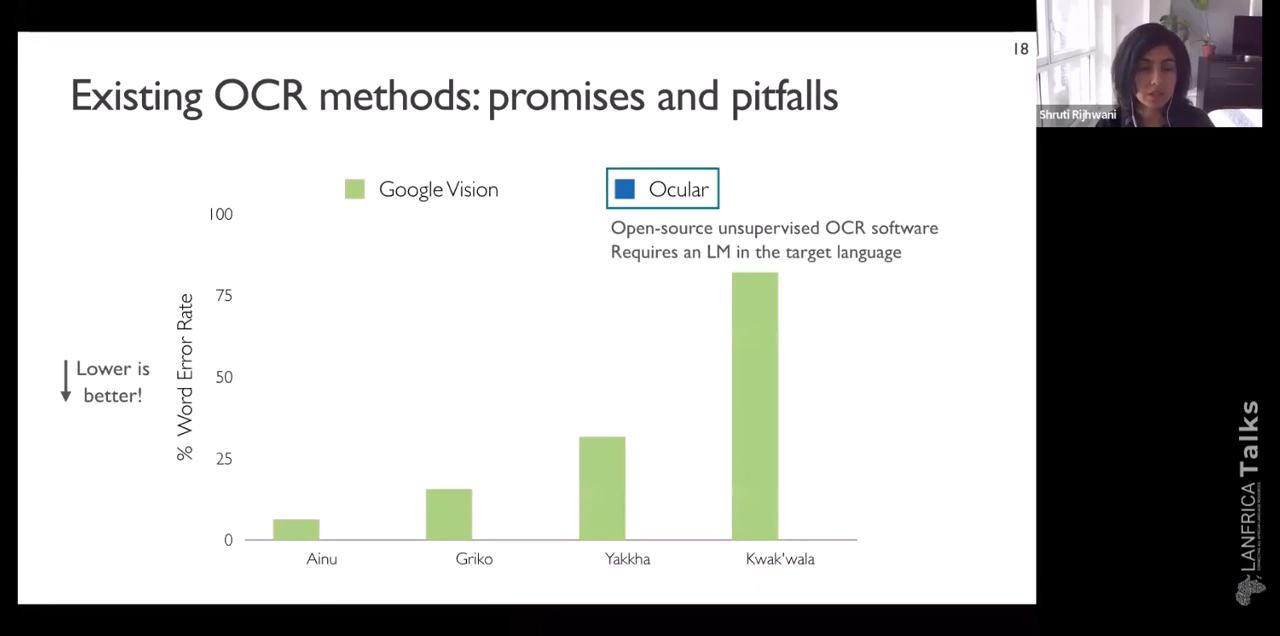 18
Existing OCR methods: promises and pitfalls
Shruti Rijhwani
Google Vision
Ocular
Open-source unsupervised OCR software
Requires an LM in the target language
100
75
50
25
0
% Word Error Rate
Lower is
better!
Ainu
Griko
Yakkha
Kwak'wala
LANFRICA Talks